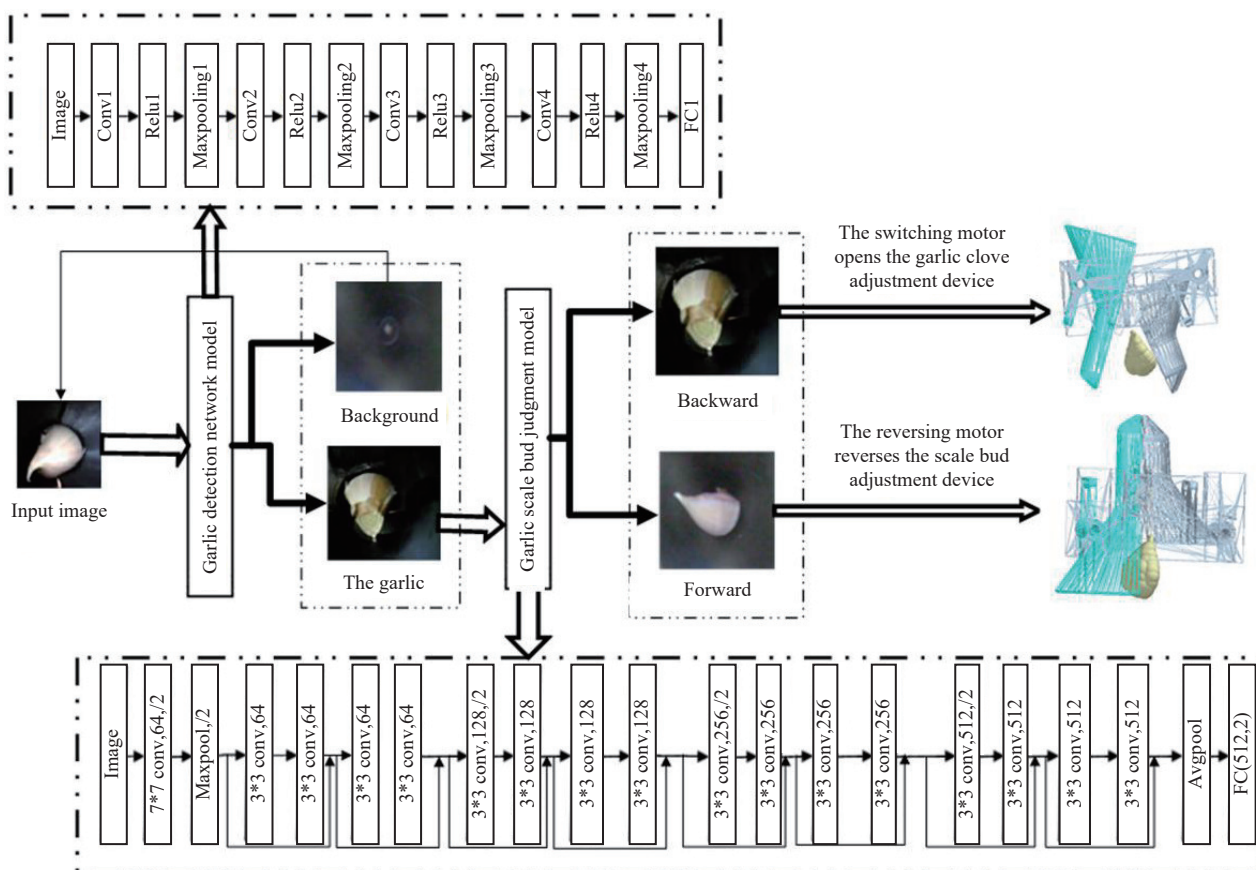 Image
Conv1
Relu1
Maxpooling1
Conv2
Relu2
Maxpooling2
Conv3
Relu3
Maxpooling3
Conv4
Relu4
Maxpooling4
FC1
Input image
Garlic detection network model
Background
The garlic
Garlic scale bud judgment model
Backward
Forward
The switching motor
opens the garlic clove
adjustment device
The reversing motor
reverses the scale bud
adjustment device
Image
7*7 conv,64,/2
Maxpool,/2
3*3 conv,64
3*3 conv,64
3*3 conv,64
3*3 conv,64
3*3 conv,128,/2
3*3 conv,128
3*3 conv,128
3*3 conv,128
3*3 conv,256,/2
3*3 conv,256
3*3 conv,256
3*3 conv,256
3*3 conv,512,/2
3*3 conv,512
3*3 conv,512
3*3 conv,512
Avgpool
FC(512,2)